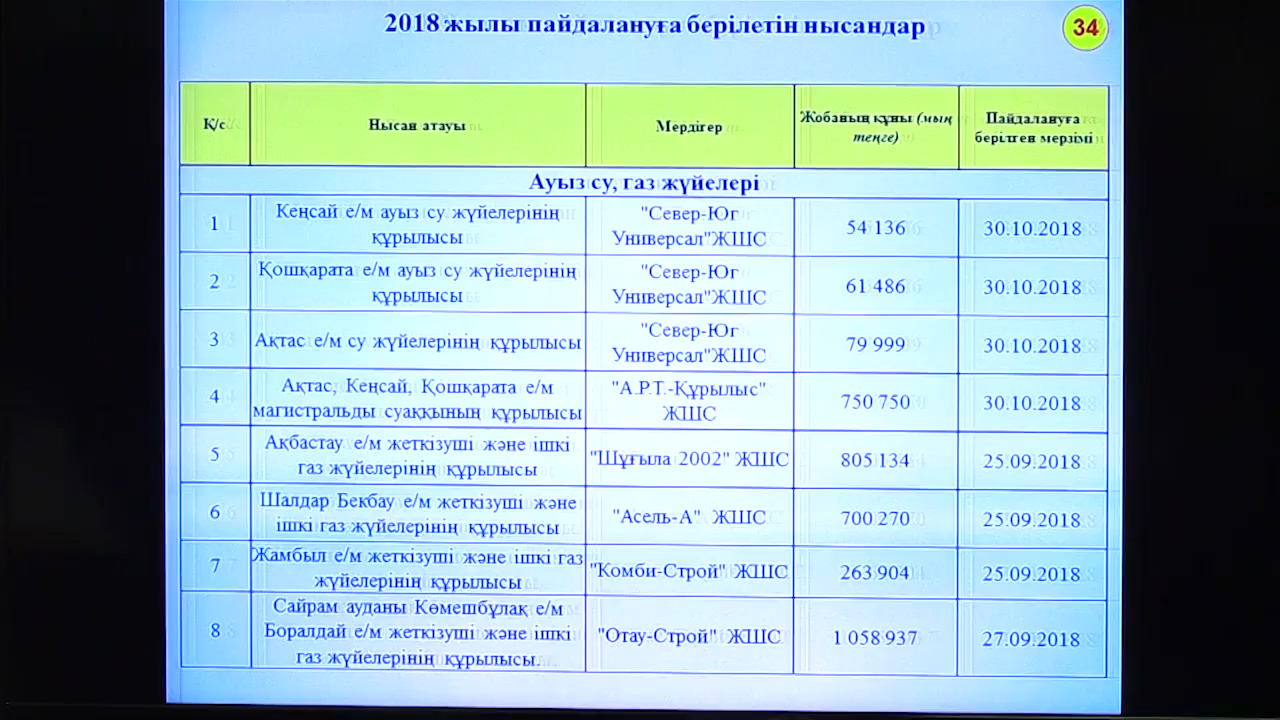 2018 жылы пайдалануға берілетін нысандар
34
Қ/с
Нысан атауы
Мердігер
Жобаның құны (мың
теңге)
Пайдалануға
берілген мерзімі
Ауыз су, газ жүйелері
1
Кеңсай е/м ауыз су жүйелерінің
құрылысы
"Север-Юг
Универсал"ЖШС
54 136
30.10.2018
2
Қошқарата е/м ауыз су жүйелерінің
құрылысы
"Север-Юг
Универсал"ЖШС
61 486
30.10.2018
3
Ақтас е/м су жүйелерінің құрылысы
"Север-Юг
Универсал"ЖШС
79 999
30.10.2018
4
Ақтас, Кеңсай, Қошқарата е/м
магистральды суаққының құрылысы
"А.Р.Т.-Құрылыс"
ЖШС
750 750
30.10.2018
5
Ақбастау е/м жеткізуші және ішкі
газ жүйелерінің құрылысы
"Шұғыла 2002" ЖШС
805 134
25.09.2018
6
Шалдар Бекбау е/м жеткізуші және
ішкі газ жүйелерінің құрылысы
"Асель-А" ЖШС
700 270
25.09.2018
7
Жамбыл е/м жеткізуші және ішкі газ
жүйелерінің құрылысы
"Комби-Строй" ЖШС
263 904
25.09.2018
8
Сайрам ауданы Көмешбұлақ е/м
Боралдай е/м жеткізуші және ішкі
газ жүйелерінің құрылысы.
"Отау-Строй" ЖШС
1 058 937
27.09.2018